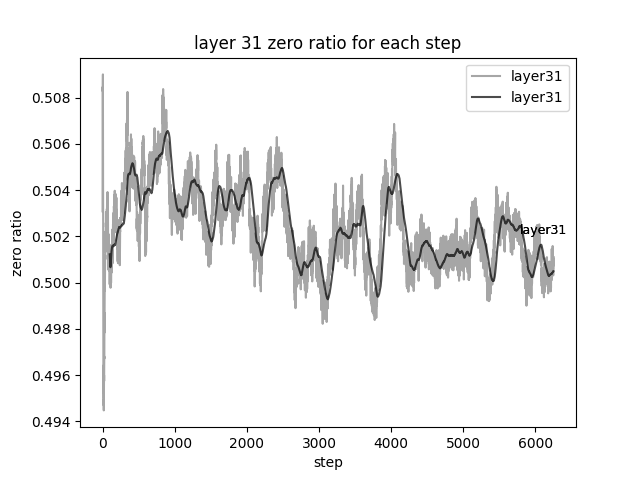 layer 31 zero ratio for each step
layer31
layer31
0.508
0.506
0.504
0.502
0.500
0.498
0.496
0.494
zero ratio
layer31
0
1000
2000
3000
4000
5000
6000
step